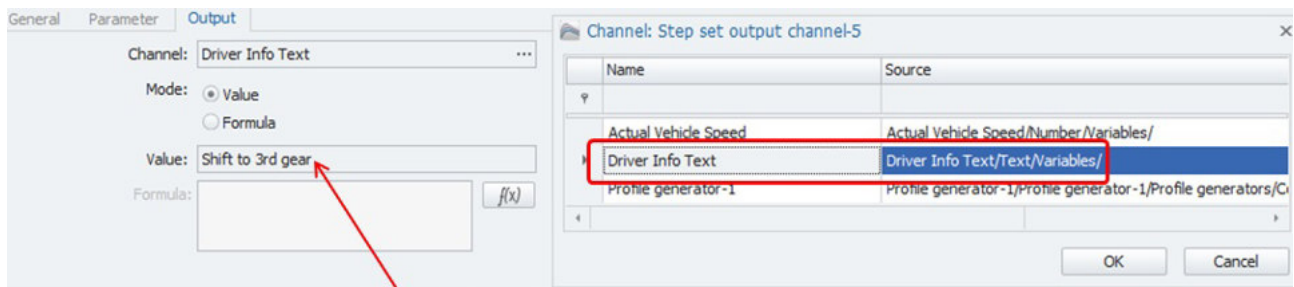 General Parameter Output
Channel: Driver Info Text ...
Mode: Value
Formula
Value: Shift to 3rd gear
Formula:
f(x)
Channel: Step set output channel-5
Name Source
Actual Vehicle Speed Actual Vehicle Speed/Number/Variables/
Driver Info Text Driver Info Text/Text/Variables/
Profile generator-1 Profile generator-1/Profile generator-1/Profile generators/C
OK Cancel